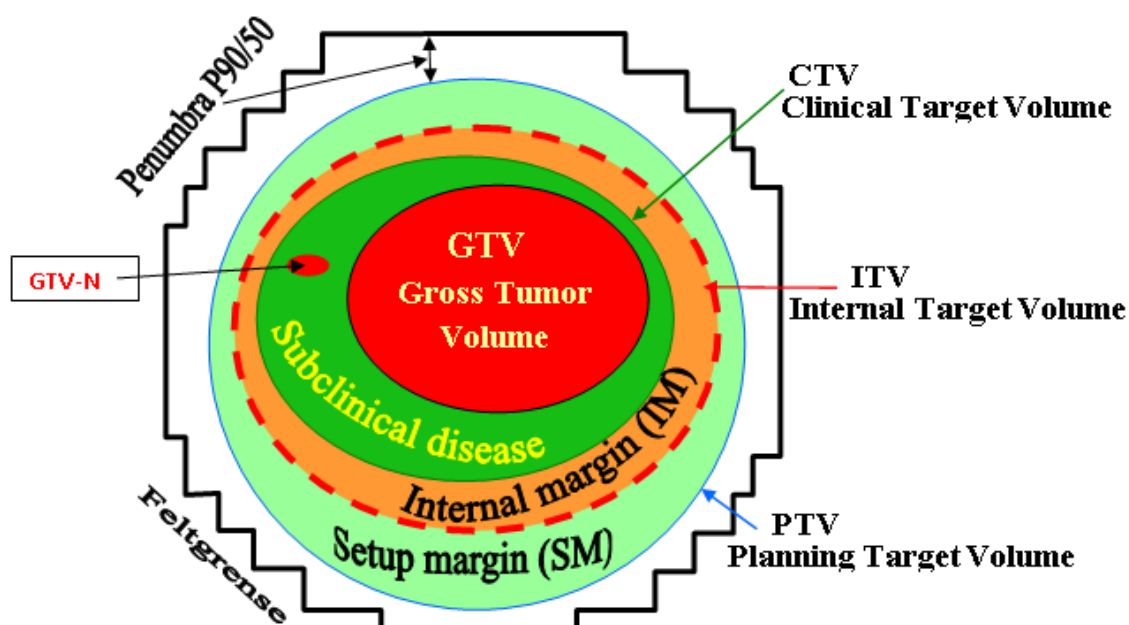 Penumbra P90/50
CTV
Clinical Target Volume
GTV-N
GTV
Gross Tumor
Volume
ITV
Internal Target Volume
Subclinical disease
Internal margin (IM)
Setup margin (SM)
Feltgrense
PTV
Planning Target Volume